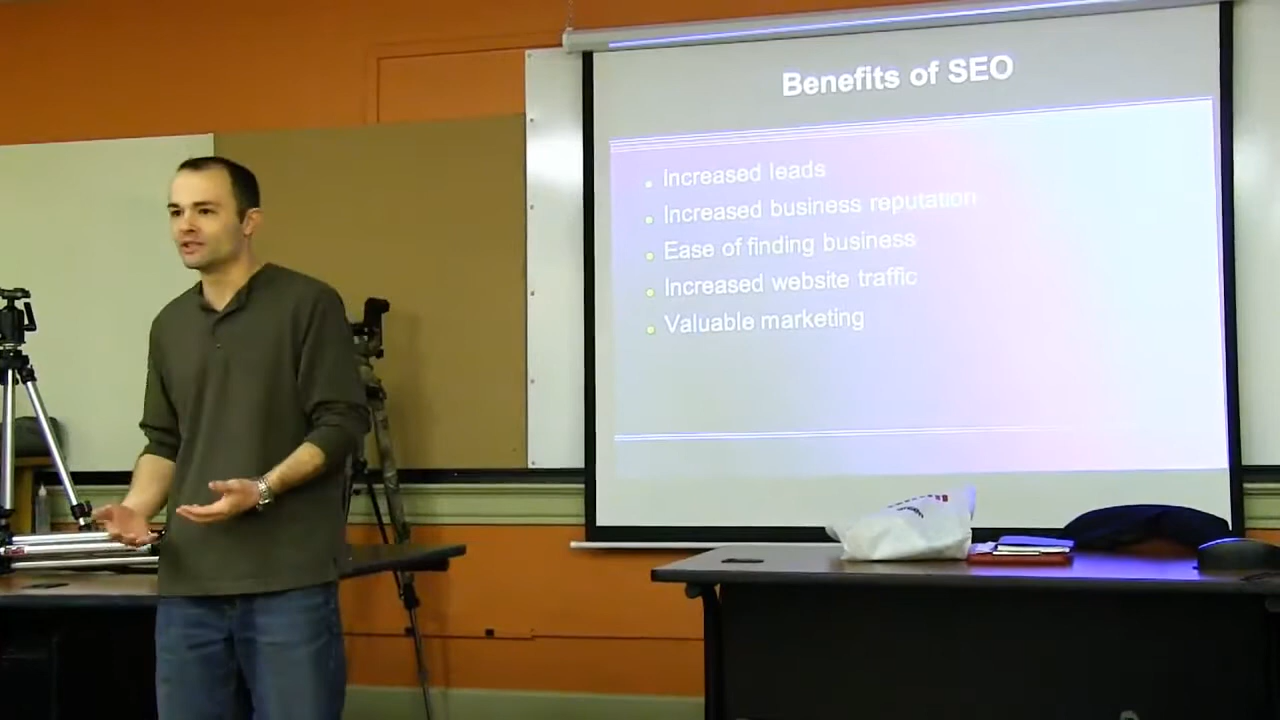 Benefits of SEO
Increased leads
Increased business reputation
Ease of finding business
Increased website traffic
Valuable marketing